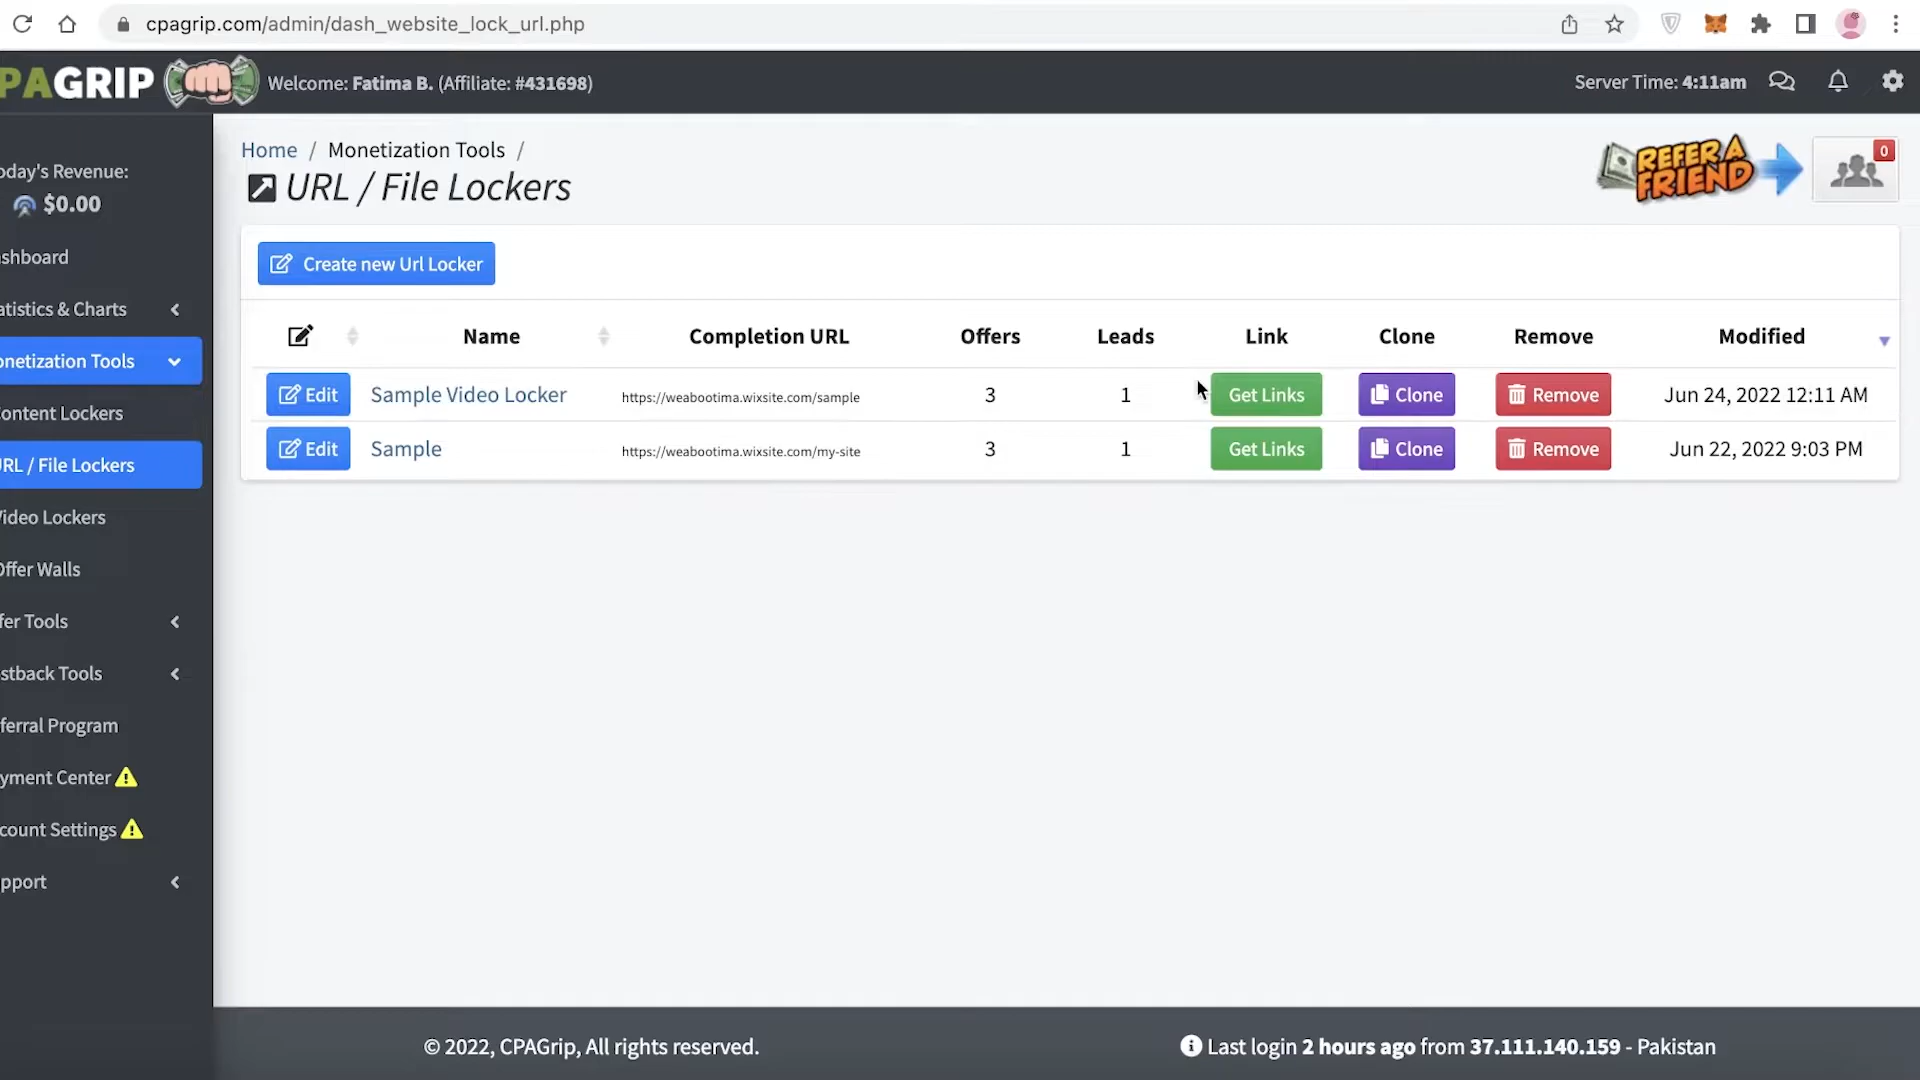 cpagrip.com/admin/dash_website_lock_url.php
PAGRIP
Welcome: Fatima B. (Affiliate: #431698)
Server Time: 4:11am
oday's Revenue:
$0.00
shboard
atistics & Charts
onetization Tools
ontent Lockers
RL / File Lockers
ideo Lockers
Offer Walls
fer Tools
stback Tools
ferral Program
yment Center
count Settings
pport
Home / Monetization Tools /
URL / File Lockers
REFER A
FRIEND
0
Create new Url Locker
Name Completion URL Offers Leads Link Clone Remove Modified
Edit Sample Video Locker https://weabootima.wixsite.com/sample 3 1 Get Links Clone Remove Jun 24, 2022 12:11 AM
Edit Sample https://weabootima.wixsite.com/my-site 3 1 Get Links Clone Remove Jun 22, 2022 9:03 PM
© 2022, CPAGrip, All rights reserved.
Last login 2 hours ago from 37.111.140.159 - Pakistan